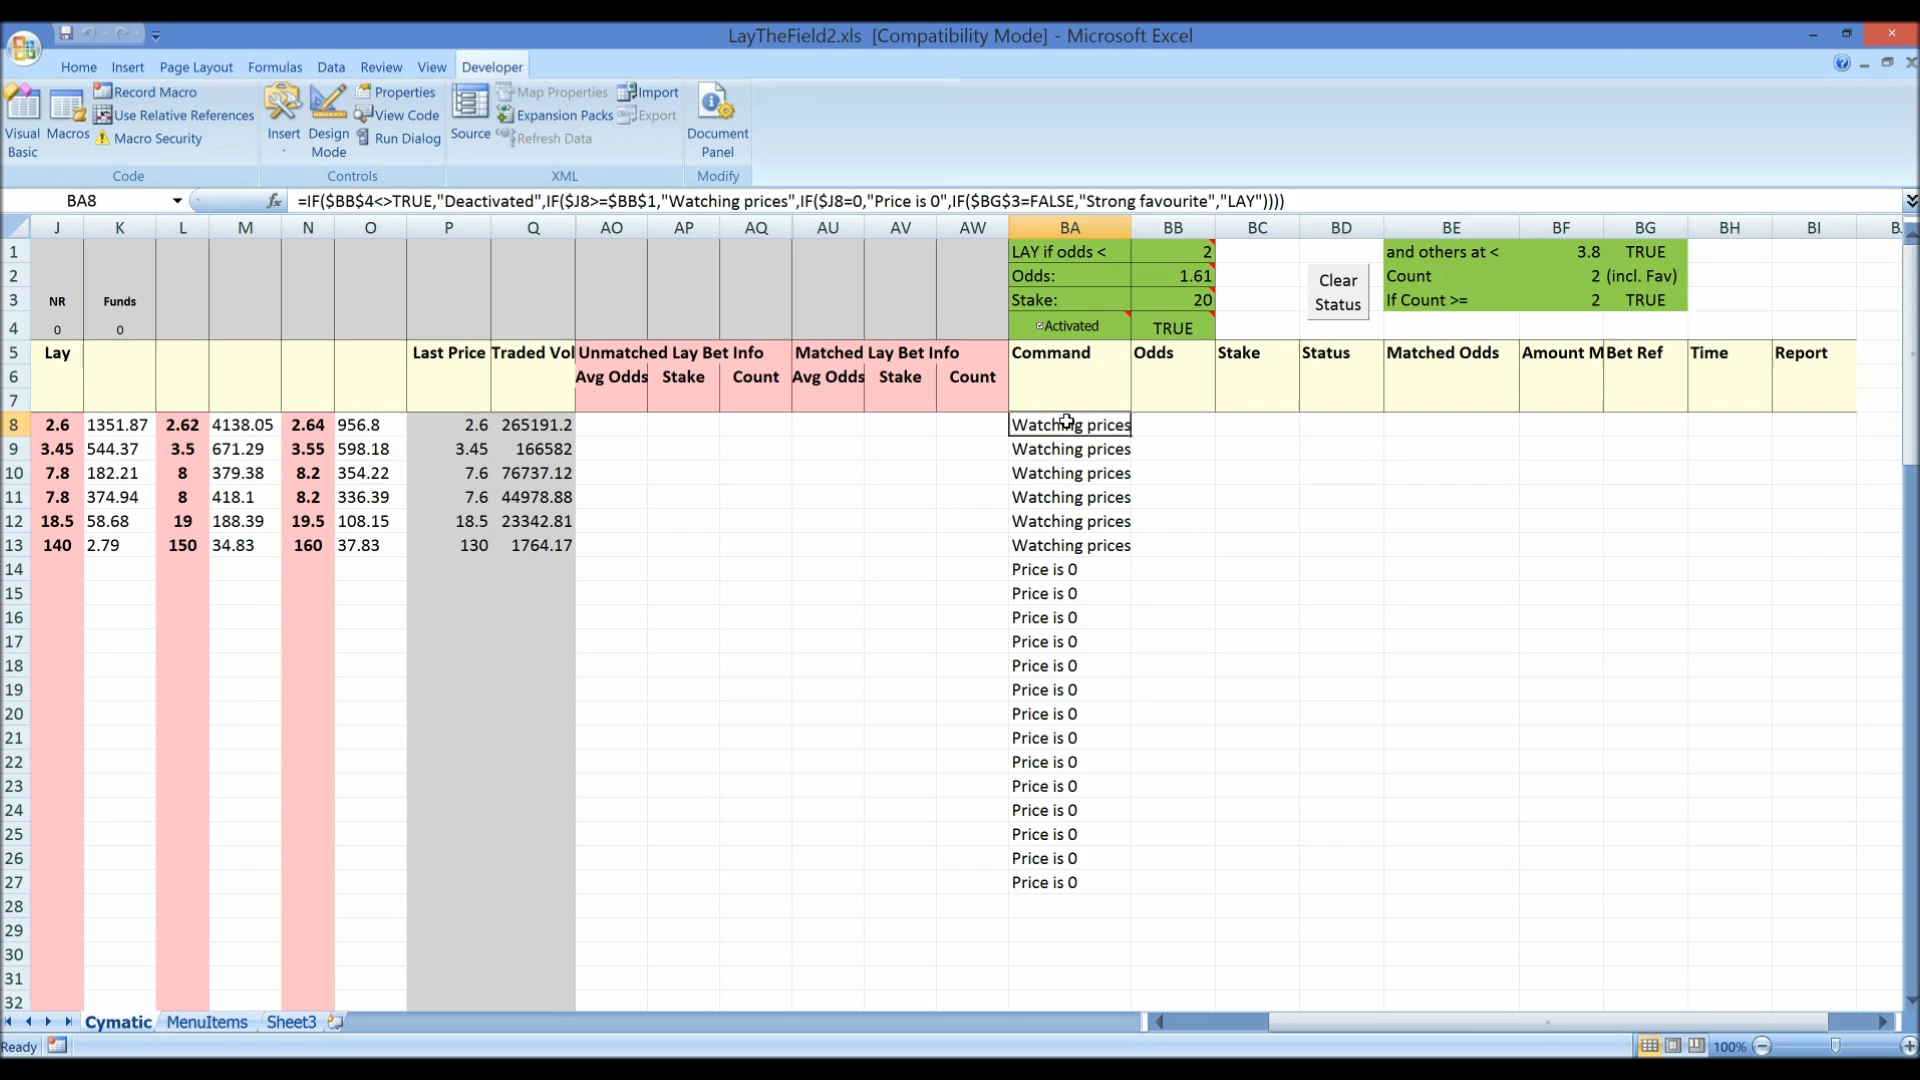 LayTheField2.xls [Compatibility Mode] - Microsoft Excel
Home Insert Page Layout Formulas Data Review View Developer
Visual Basic
Macros
Record Macro
Use Relative References
Macro Security
Code
Insert
Design Mode
Properties
View Code
Run Dialog
Controls
Source
Map Properties
Expansion Packs
Refresh Data
Import
Export
XML
Document Panel
Modify
BA8 fx =IF($BB$4<>TRUE,"Deactivated",IF($J8>=$BB$1,"Watching prices",IF($J8=0,"Price is 0",IF($BG$3=FALSE,"Strong favourite","LAY"))))
J K L M N O P Q AO AP AQ AU AV AW BA BB BC BD BE BF BG BH BI
1 LAY if odds < 2 and others at < 3.8 TRUE
2 Odds: 1.61 Clear Status Count 2 (incl. Fav)
3 NR Funds Stake: 20 If Count >= 2 TRUE
4 0 0 Activated TRUE
5 Lay Last Price Traded Vol Unmatched Lay Bet Info Matched Lay Bet Info Command Odds Stake Status Matched Odds Amount M Bet Ref Time Report
6 Avg Odds Stake Count Avg Odds Stake Count
7
8 2.6 1351.87 2.62 4138.05 2.64 956.8 2.6 265191.2 Watching prices
9 3.45 544.37 3.5 671.29 3.55 598.18 3.45 166582 Watching prices
10 7.8 182.21 8 379.38 8.2 354.22 7.6 76737.12 Watching prices
11 7.8 374.94 8 418.1 8.2 336.39 7.6 44978.88 Watching prices
12 18.5 58.68 19 188.39 19.5 108.15 18.5 23342.81 Watching prices
13 140 2.79 150 34.83 160 37.83 130 1764.17 Watching prices
14 Price is 0
15 Price is 0
16 Price is 0
17 Price is 0
18 Price is 0
19 Price is 0
20 Price is 0
21 Price is 0
22 Price is 0
23 Price is 0
24 Price is 0
25 Price is 0
26 Price is 0
27 Price is 0
28
29
30
31
32
Cymatic MenuItems Sheet3
Ready 100%